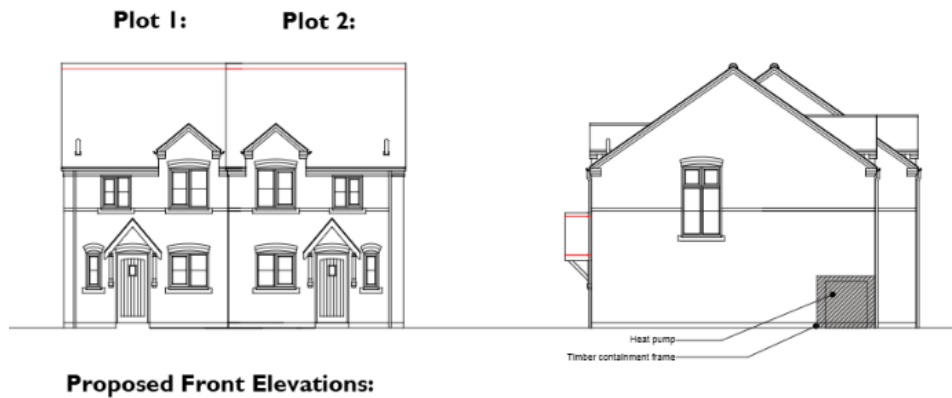 Plot 1: Plot 2:
Heat pump
Timber containment frame
Proposed Front Elevations: